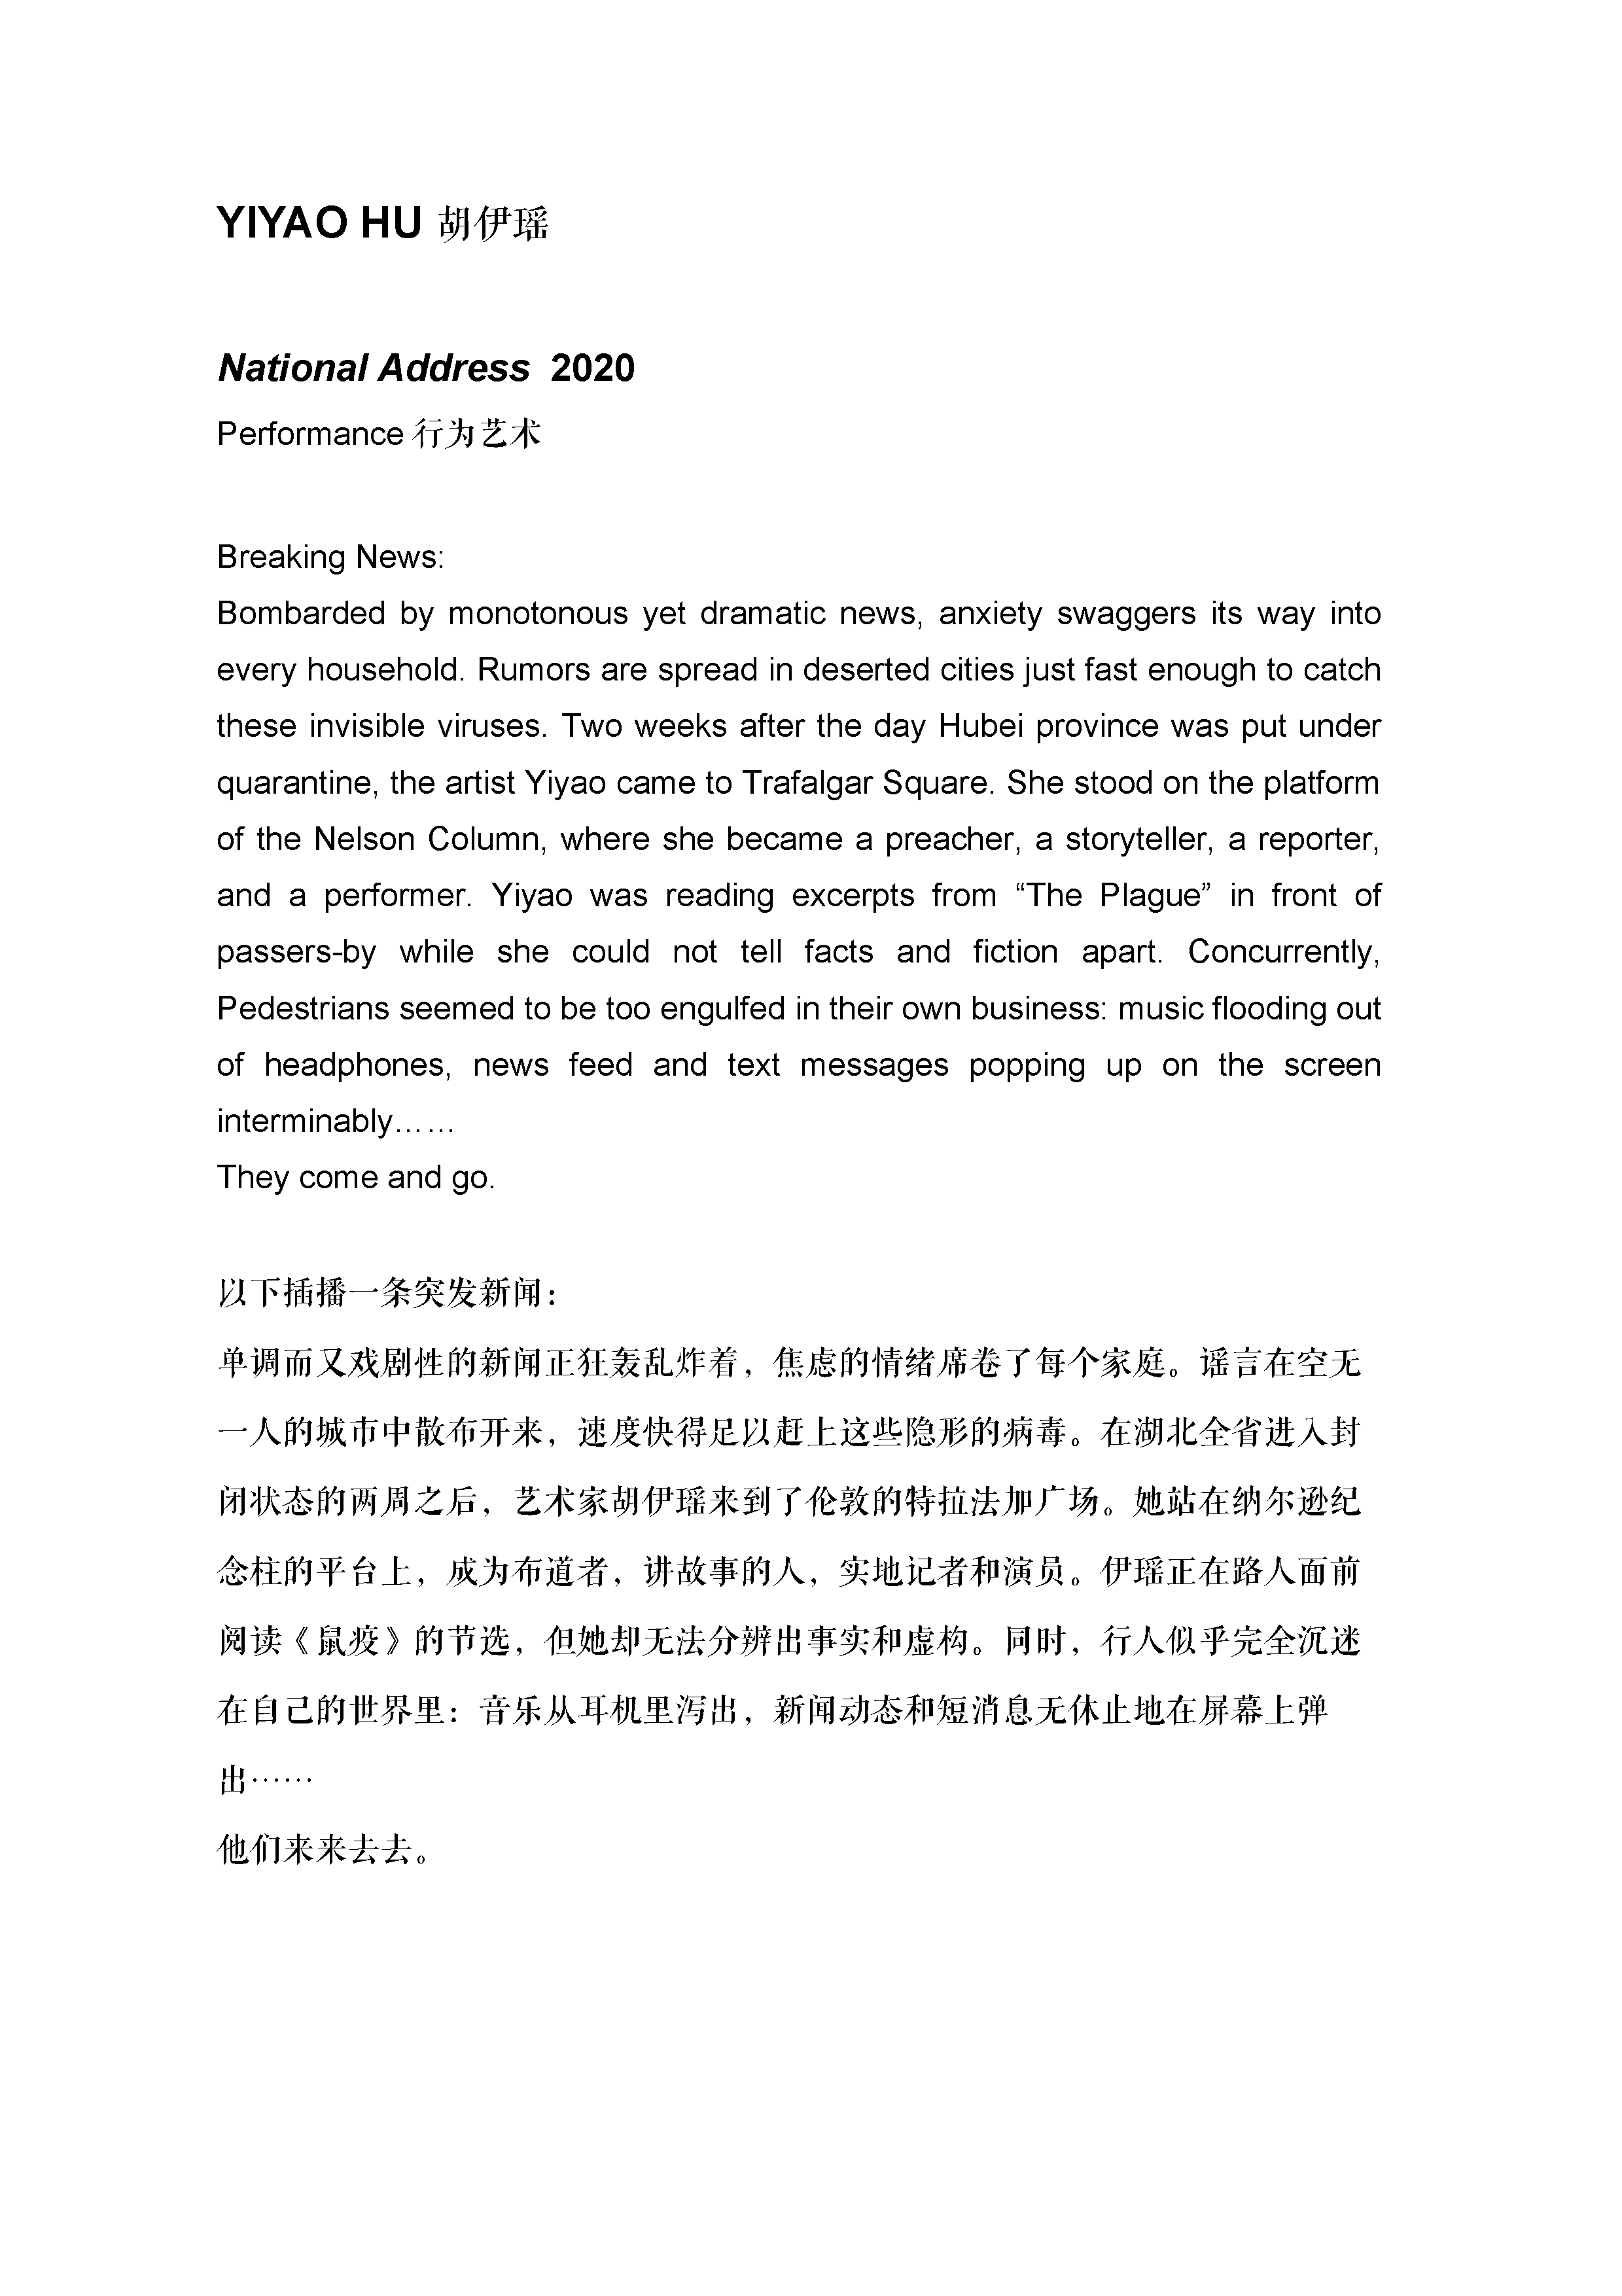 YIYAO HU 胡伊瑶
National Address 2020
Performance 行为艺术
Breaking News:
Bombarded by monotonous yet dramatic news, anxiety swaggers its way into
every household. Rumors are spread in deserted cities just fast enough to catch
these invisible viruses. Two weeks after the day Hubei province was put under
quarantine, the artist Yiyao came to Trafalgar Square. She stood on the platform
of the Nelson Column, where she became a preacher, a storyteller, a reporter,
and a performer. Yiyao was reading excerpts from “The Plague” in front of
passers-by while she could not tell facts and fiction apart. Concurrently,
Pedestrians seemed to be too engulfed in their own business: music flooding out
of headphones, news feed and text messages popping up on the screen
interminably……
They come and go.
以下插播一条突发新闻：
单调而又戏剧性的新闻正狂轰乱炸着，焦虑的情绪席卷了每个家庭。谣言在空无
一人的城市中散布开来，速度快得足以赶上这些隐形的病毒。在湖北全省进入封
闭状态的两周之后，艺术家胡伊瑶来到了伦敦的特拉法加广场。她站在纳尔逊纪
念柱的平台上，成为布道者，讲故事的人，实地记者和演员。伊瑶正在路人面前
阅读《鼠疫》的节选，但她却无法分辨出事实和虚构。同时，行人似乎完全沉迷
在自己的世界里：音乐从耳机里泻出，新闻动态和短消息无休止地在屏幕上弹
出……
他们来来去去。